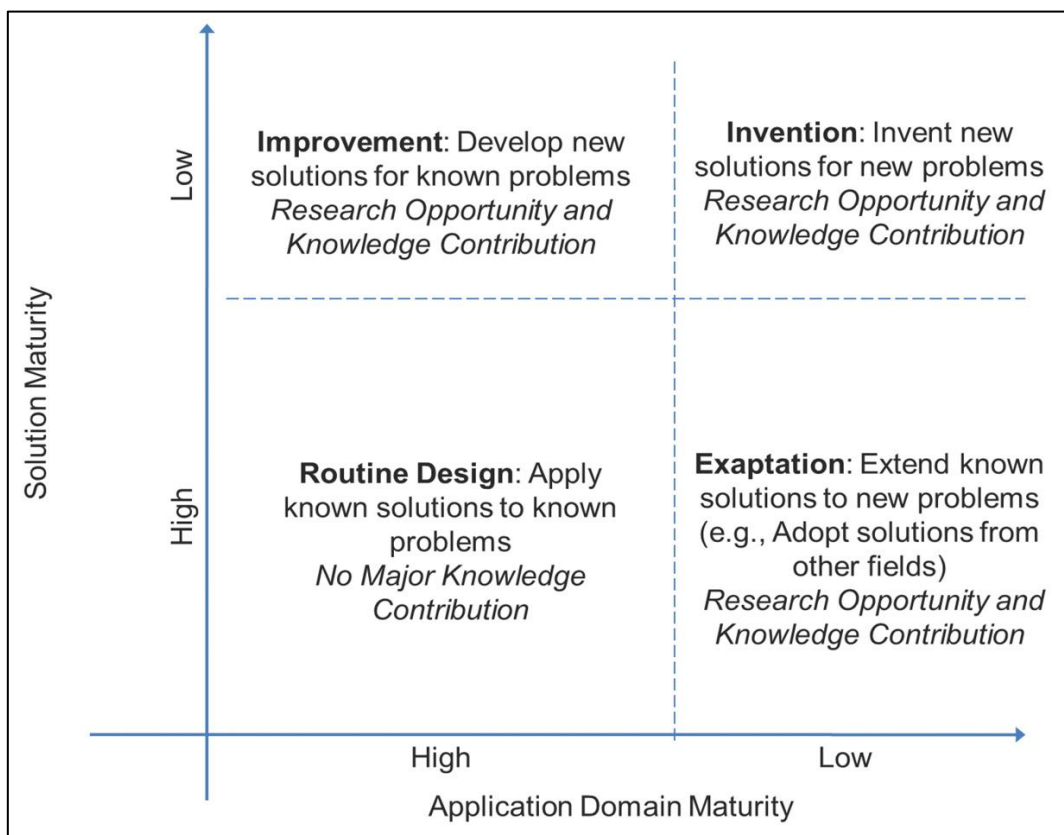 Solution Maturity
Low
High
Improvement: Develop new
solutions for known problems
Research Opportunity and
Knowledge Contribution
Invention: Invent new
solutions for new problems
Research Opportunity and
Knowledge Contribution
Routine Design: Apply
known solutions to known
problems
No Major Knowledge
Contribution
Exaptation: Extend known
solutions to new problems
(e.g., Adopt solutions from
other fields)
Research Opportunity and
Knowledge Contribution
High
Low
Application Domain Maturity